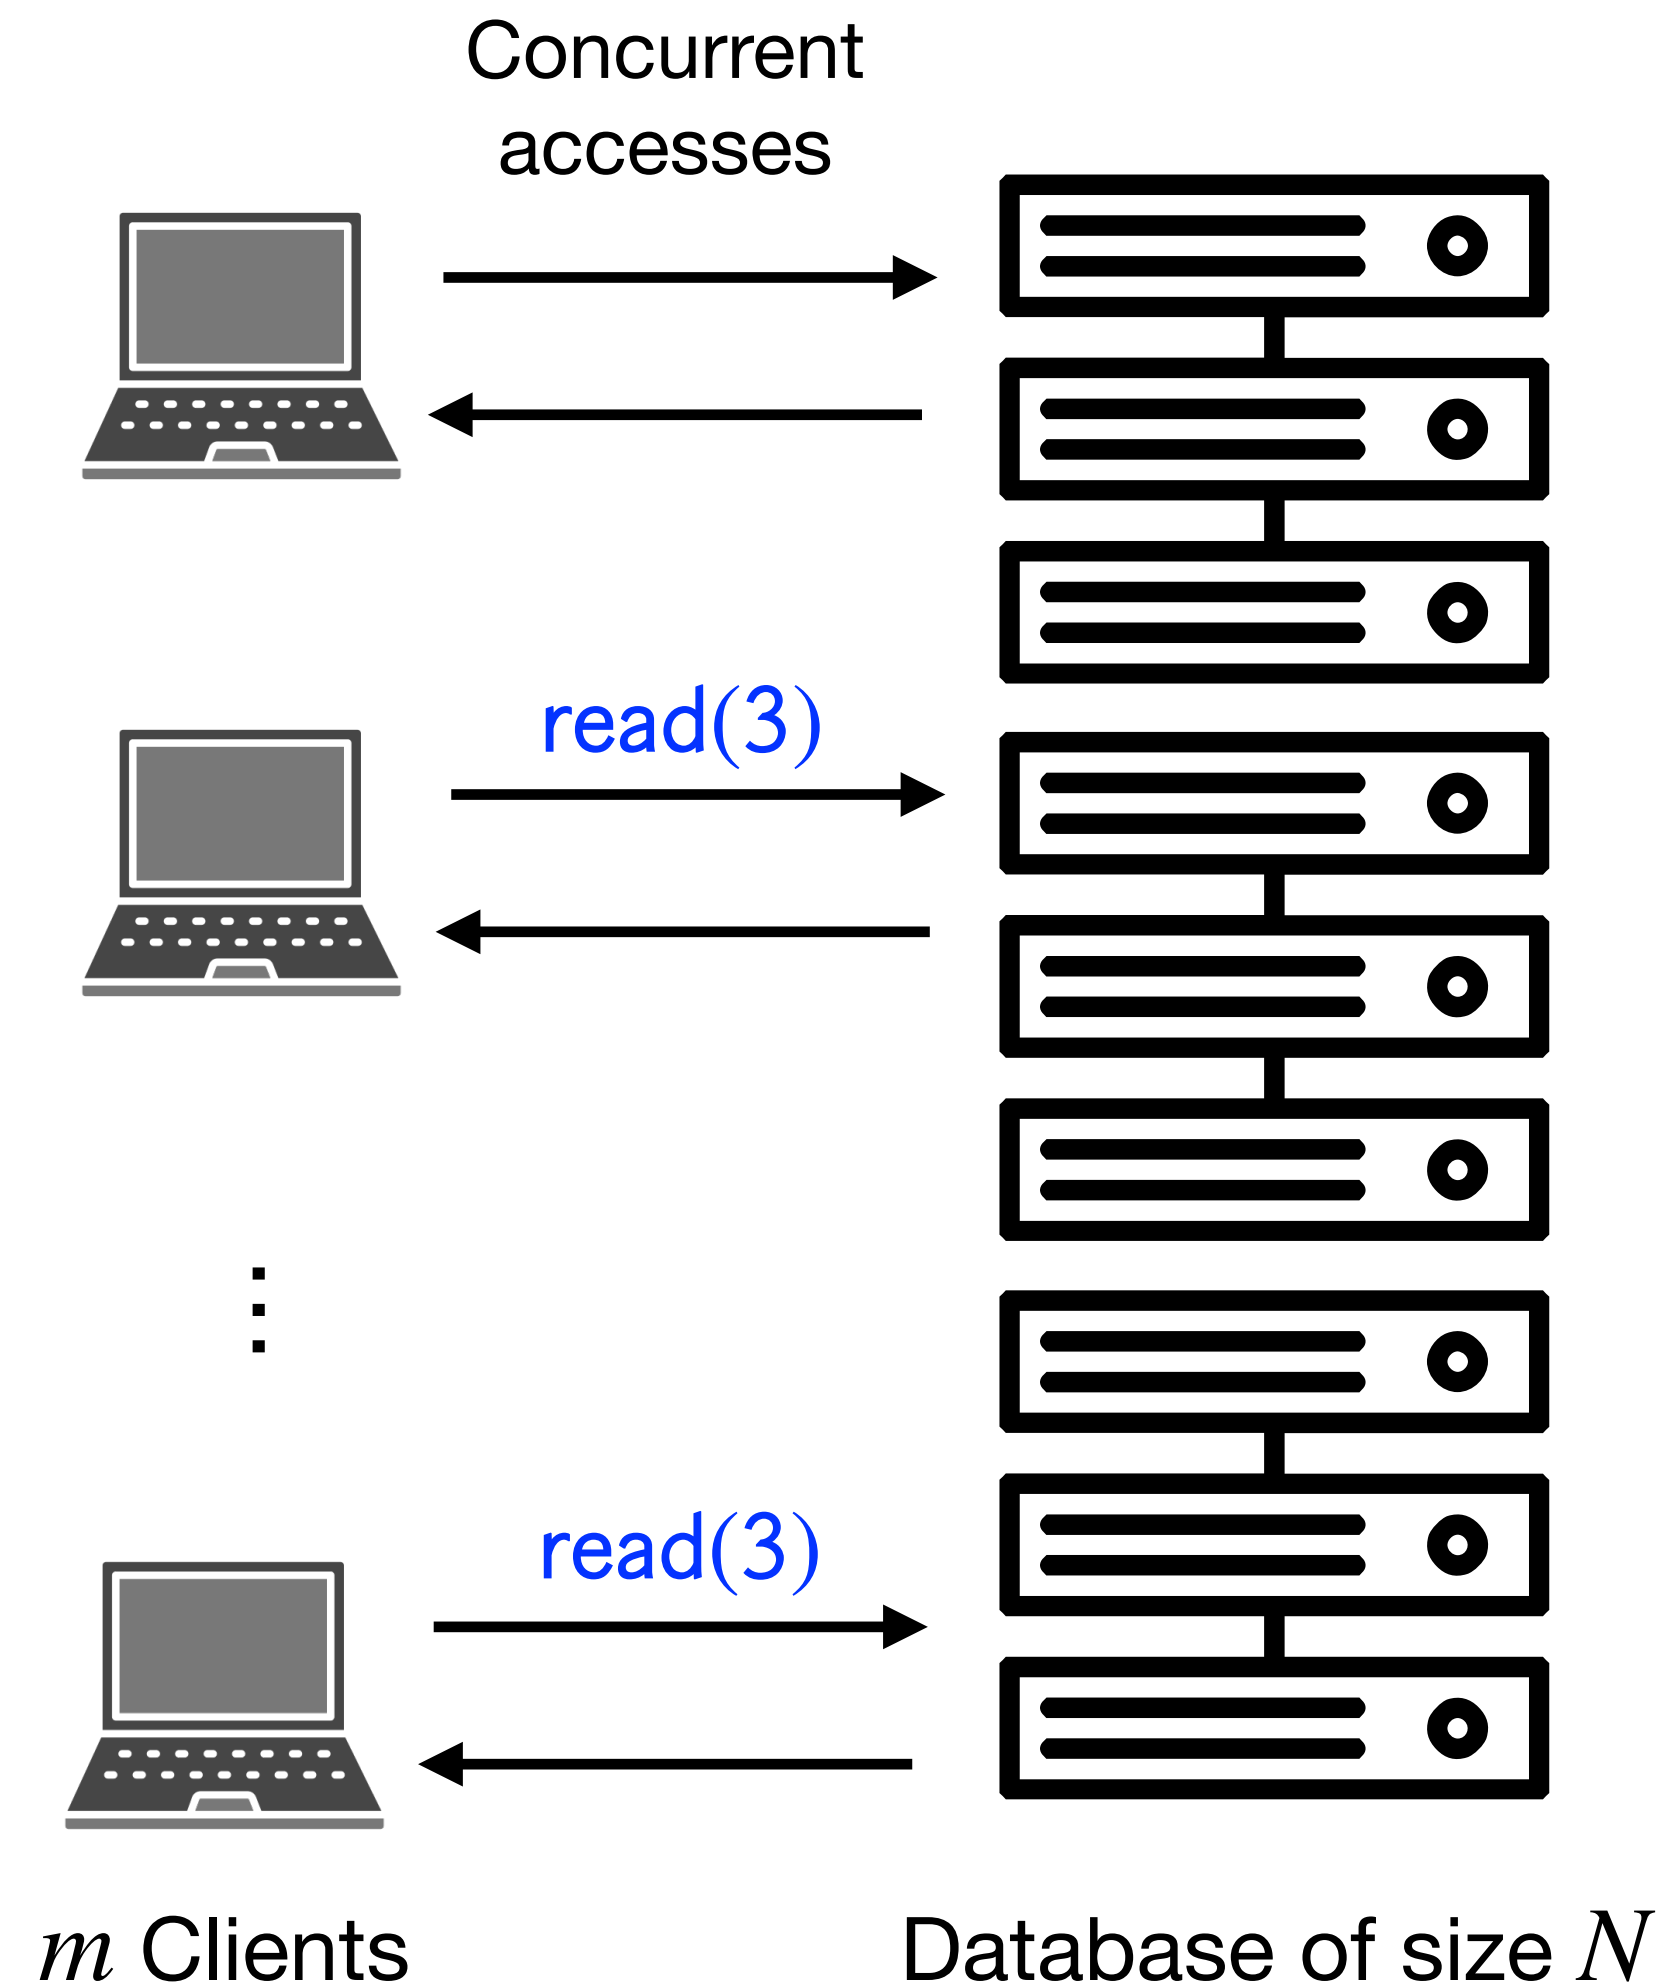 Concurrent
accesses
read(3)
⋮
read(3)
m Clients
Database of size N